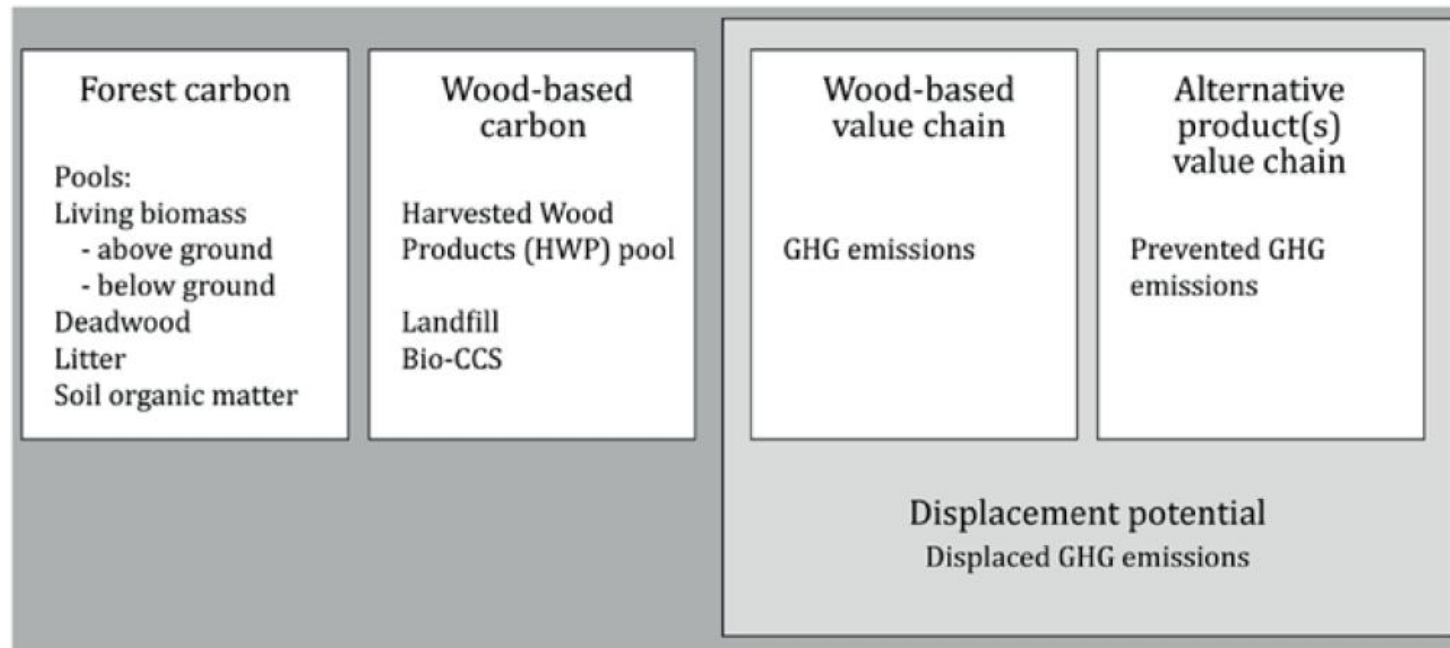 Forest carbon
Pools:
Living biomass
- above ground
- below ground
Deadwood
Litter
Soil organic matter
Wood-based
carbon
Harvested Wood
Products (HWP) pool
Landfill
Bio-CCS
Wood-based
value chain
GHG emissions
Alternative
product(s)
value chain
Prevented GHG
emissions
Displacement potential
Displaced GHG emissions